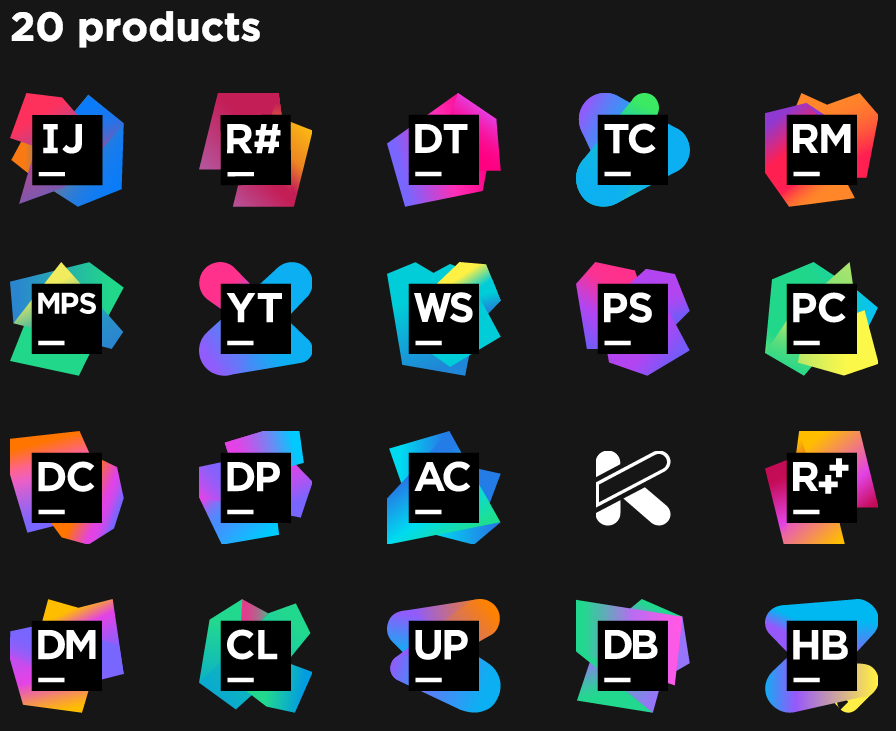 20 products
IJ
R#
DT
TC
RM
MPS
YT
WS
PS
PC
DC
DP
AC
R++
DM
CL
UP
DB
HB